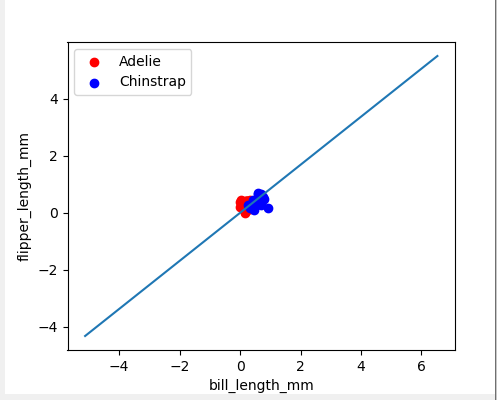 Adelie
Chinstrap
4
2
0
−2
−4
flipper_length_mm
−4 −2 0 2 4 6
bill_length_mm